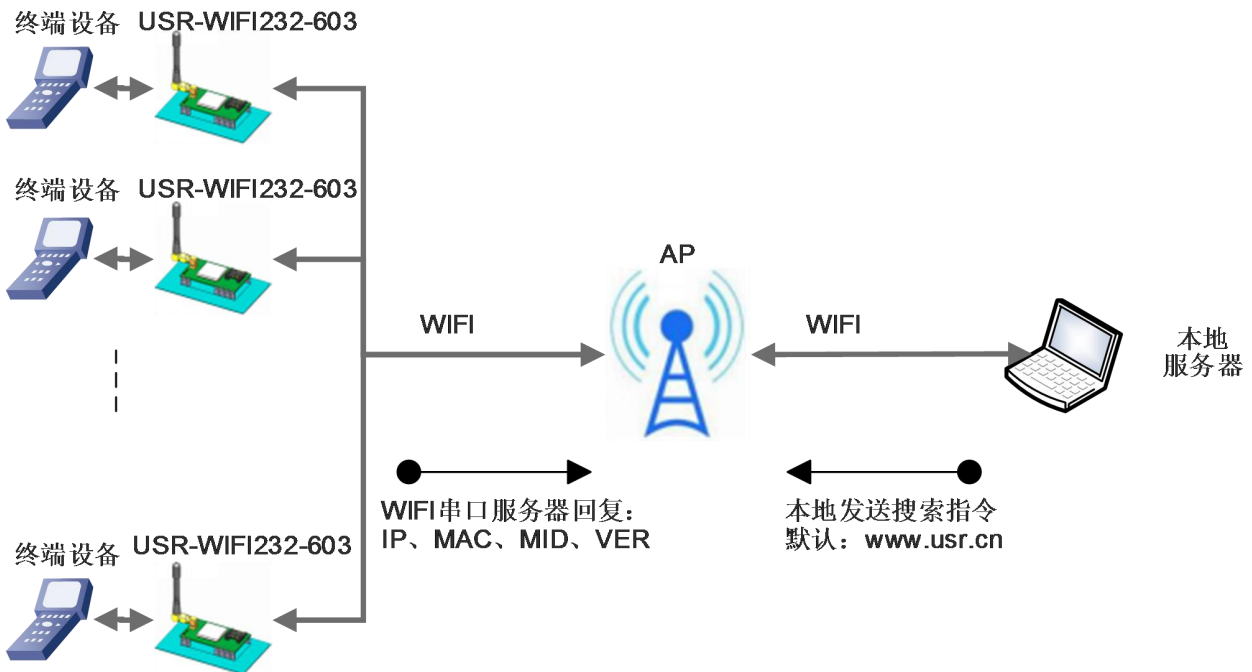 终端设备 USR-WIFI232-603
终端设备 USR-WIFI232-603
AP
WIFI
WIFI
本地
服务器
WIFI串口服务器回复：
IP、MAC、MID、VER
本地发送搜索指令
默认：www.usr.cn
终端设备 USR-WIFI232-603